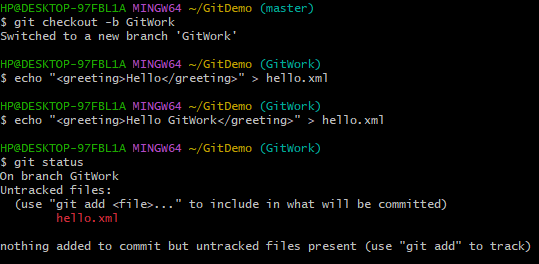 HP@DESKTOP-97FBL1A MINGW64 ~/GitDemo (master)
$ git checkout -b GitWork
Switched to a new branch 'GitWork'
HP@DESKTOP-97FBL1A MINGW64 ~/GitDemo (GitWork)
$ echo "<greeting>Hello</greeting>" > hello.xml
HP@DESKTOP-97FBL1A MINGW64 ~/GitDemo (GitWork)
$ echo "<greeting>Hello GitWork</greeting>" > hello.xml
HP@DESKTOP-97FBL1A MINGW64 ~/GitDemo (GitWork)
$ git status
On branch GitWork
Untracked files:
  (use "git add <file>..." to include in what will be committed)
        hello.xml
nothing added to commit but untracked files present (use "git add" to track)